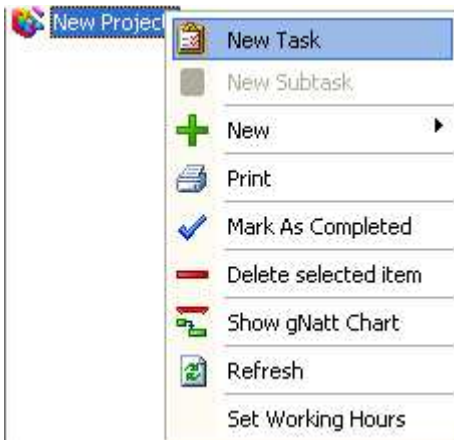 New Project
New Task
New Subtask
New
Print
Mark As Completed
Delete selected item
Show gNatt Chart
Refresh
Set Working Hours